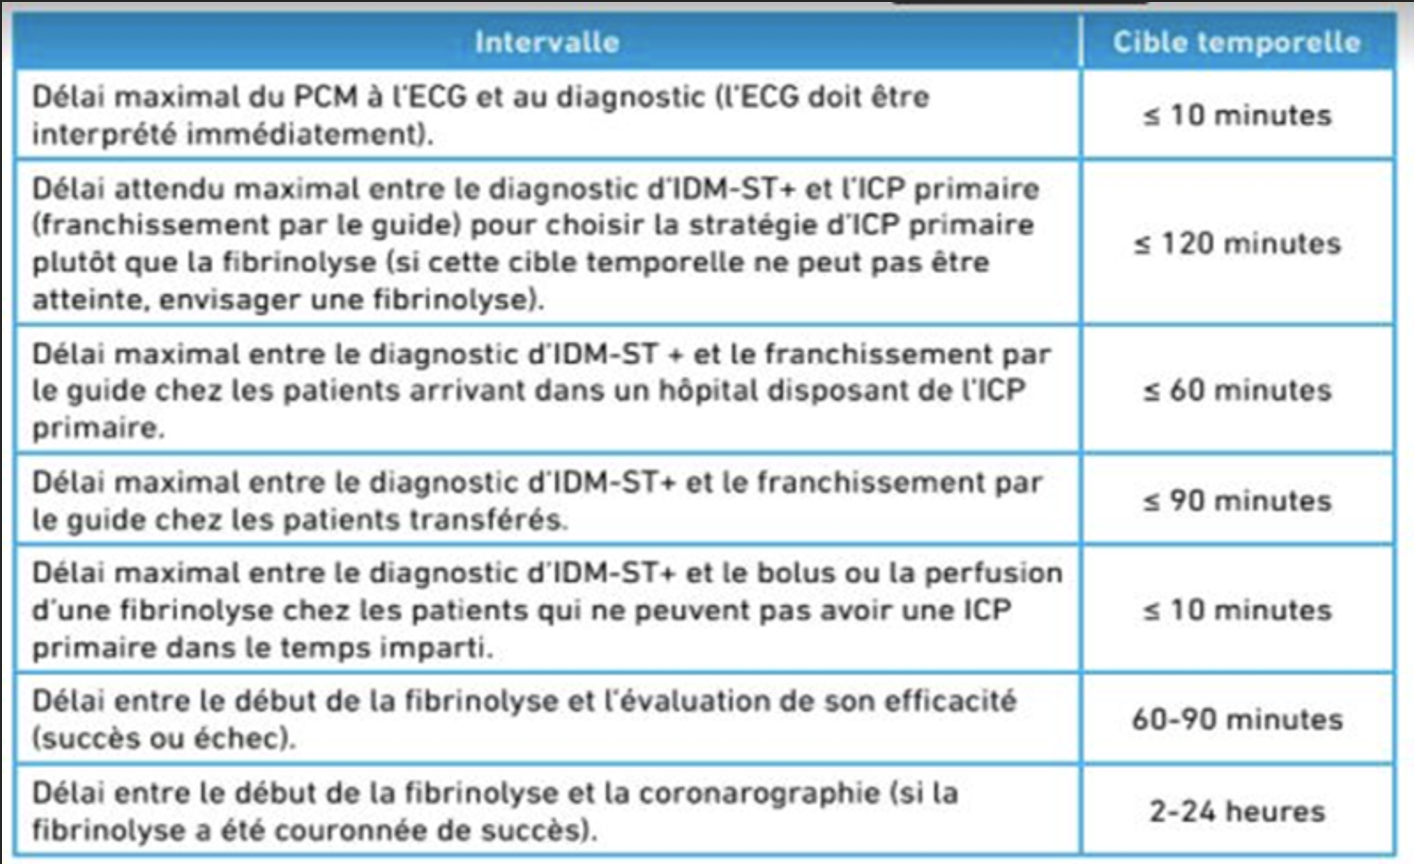 Intervalle
Cible temporelle
Délai maximal du PCM à l'ECG et au diagnostic (l'ECG doit être
interprété immédiatement).
≤ 10 minutes
Délai attendu maximal entre le diagnostic d'IDM-ST+ et l'ICP primaire
(franchissement par le guide) pour choisir la stratégie d'ICP primaire
plutôt que la fibrinolyse (si cette cible temporelle ne peut pas être
atteinte, envisager une fibrinolyse).
≤ 120 minutes
Délai maximal entre le diagnostic d'IDM-ST + et le franchissement par
le guide chez les patients arrivant dans un hôpital disposant de l'ICP
primaire.
≤ 60 minutes
Délai maximal entre le diagnostic d'IDM-ST+ et le franchissement par
le guide chez les patients transférés.
≤ 90 minutes
Délai maximal entre le diagnostic d'IDM-ST+ et le bolus ou la perfusion
d'une fibrinolyse chez les patients qui ne peuvent pas avoir une ICP
primaire dans le temps imparti.
≤ 10 minutes
Délai entre le début de la fibrinolyse et l'évaluation de son efficacité
(succès ou échec).
60-90 minutes
Délai entre le début de la fibrinolyse et la coronarographie (si la
fibrinolyse a été couronnée de succès).
2-24 heures